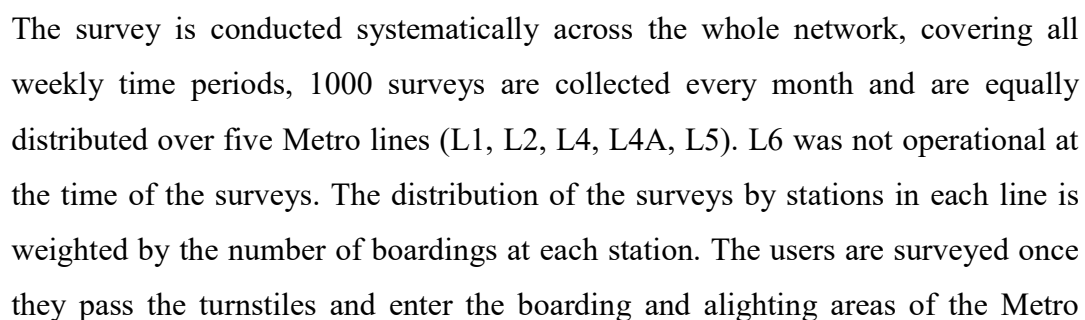 The survey is conducted systematically across the whole network, covering all
weekly time periods, 1000 surveys are collected every month and are equally
distributed over five Metro lines (L1, L2, L4, L4A, L5). L6 was not operational at
the time of the surveys. The distribution of the surveys by stations in each line is
weighted by the number of boardings at each station. The users are surveyed once
they pass the turnstiles and enter the boarding and alighting areas of the Metro